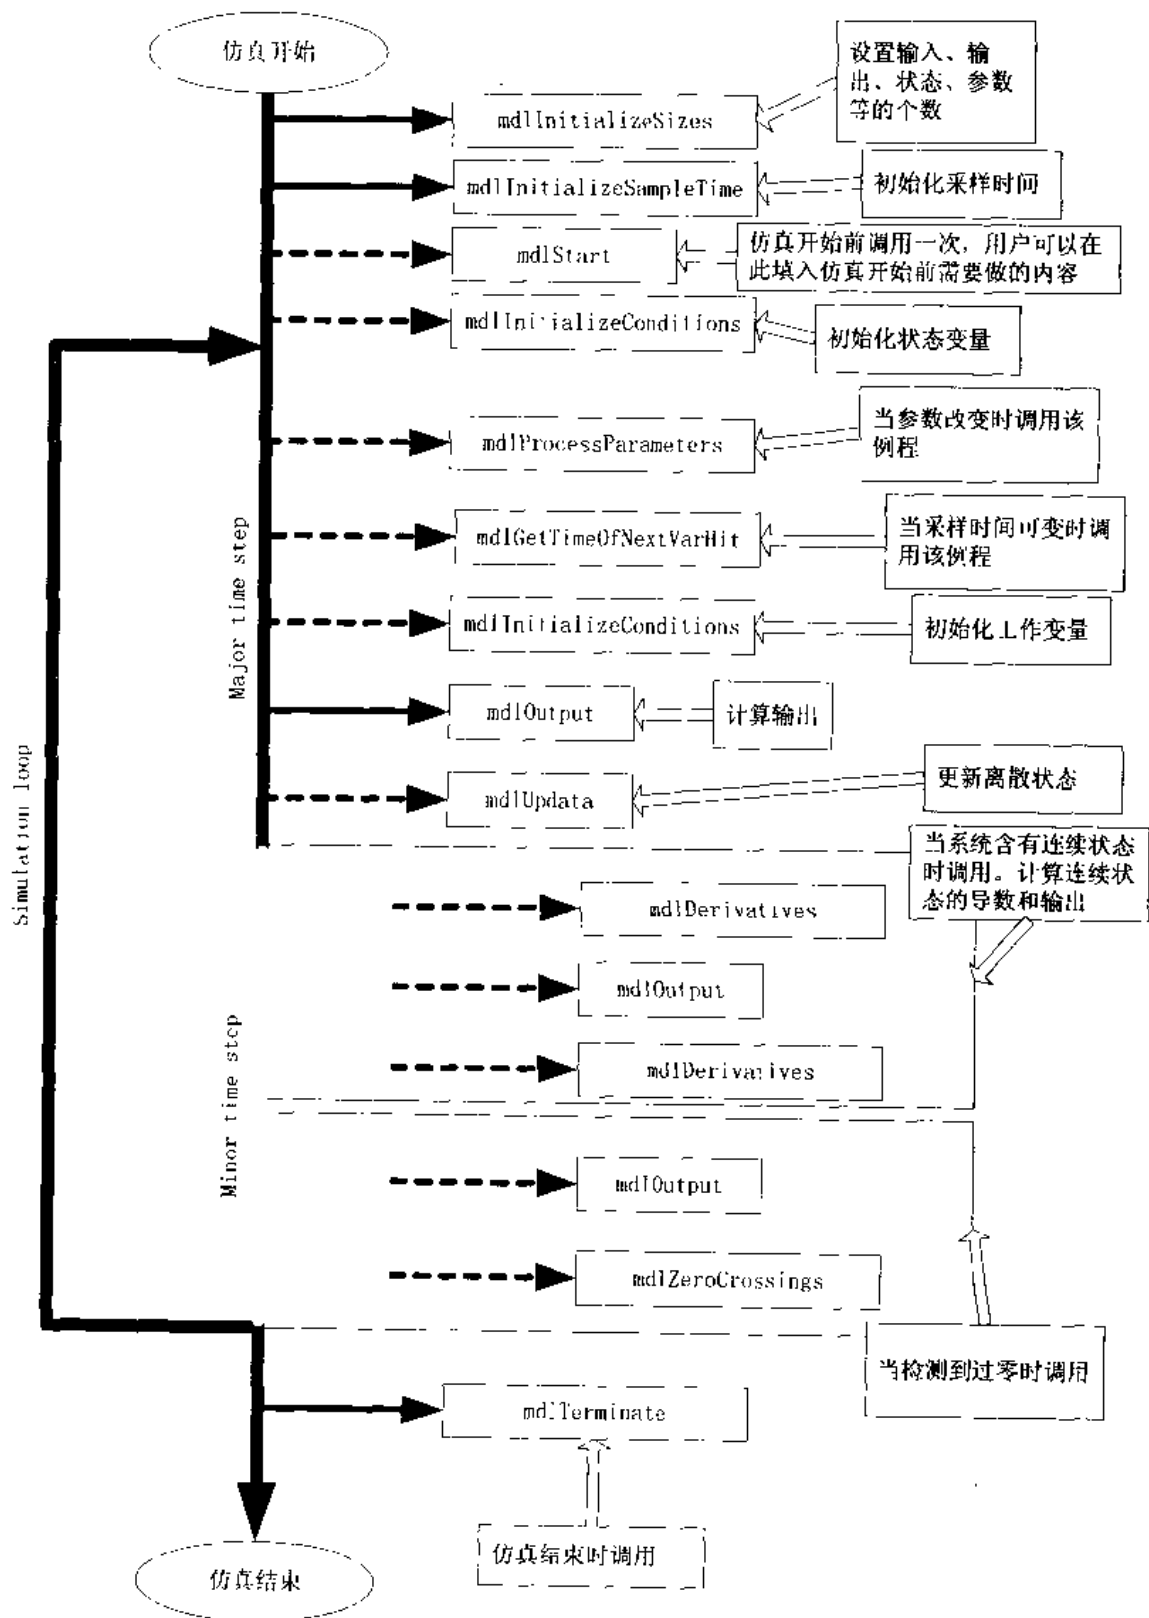 仿真开始
设置输入、输
出、状态、参数
等的个数
mdlInitializeSizes
mdlInitializeSampleTime
初始化采样时间
mdlStart
仿真开始前调用一次，用户可以在
此填入仿真开始前需要做的内容
mdlInitializeConditions
初始化状态变量
mdlProcessParameters
当参数改变时调用该
例程
mdlGetTimeOfNextVarHit
当采样时间可变时调
用该例程
mdlInitializeConditions
初始化工作变量
Major time step
mdlOutput
计算输出
mdlUpdata
更新离散状态
Simulation loop
当系统含有连续状态
时调用。计算连续状
态的导数和输出
mdlDerivatives
mdlOutput
mdlDerivatives
Minor time step
mdlOutput
mdlZeroCrossings
当检测到过零时调用
mdlTerminate
仿真结束时调用
仿真结束